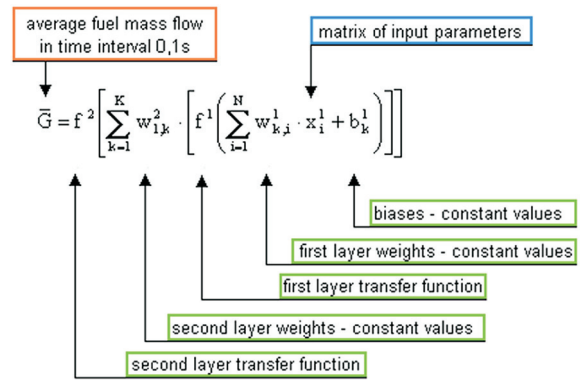 average fuel mass flow
in time interval 0,1s
matrix of input parameters
G̅ = f²[∑_{k=1}^{K} w²_{1,k} · [f¹(∑_{i=1}^{N} w¹_{k,i} · x¹_i + b¹_k)]]]
biases - constant values
first layer weights - constant values
first layer transfer function
second layer weights - constant values
second layer transfer function